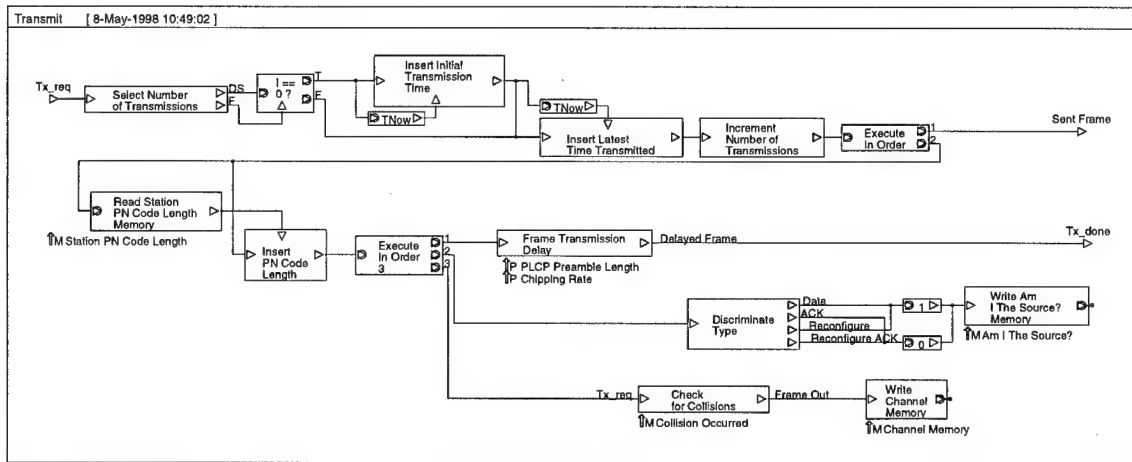 Transmit [ 8-May-1998 10:49:02 ]
Tx_req
Select Number
of Transmissions
DS
F
I ==
0 ?
T
F
Insert Initial
Transmission
Time
TNow
TNow
Insert Latest
Time Transmitted
Increment
Number of
Transmissions
Execute
In Order
1
2
Sent Frame
Read Station
PN Code Length
Memory
M Station PN Code Length
Insert
PN Code
Length
Execute
In Order
3
1
2
3
Frame Transmission
Delay
P PLCP Preamble Length
P Chipping Rate
Delayed Frame
Tx_done
Discriminate
Type
Data
ACK
Reconfigure
Reconfigure ACK
1
0
Write Am
I The Source?
Memory
M Am I The Source?
Tx_req
Check
for Collisions
M Collision Occurred
Frame Out
Write
Channel
Memory
M Channel Memory